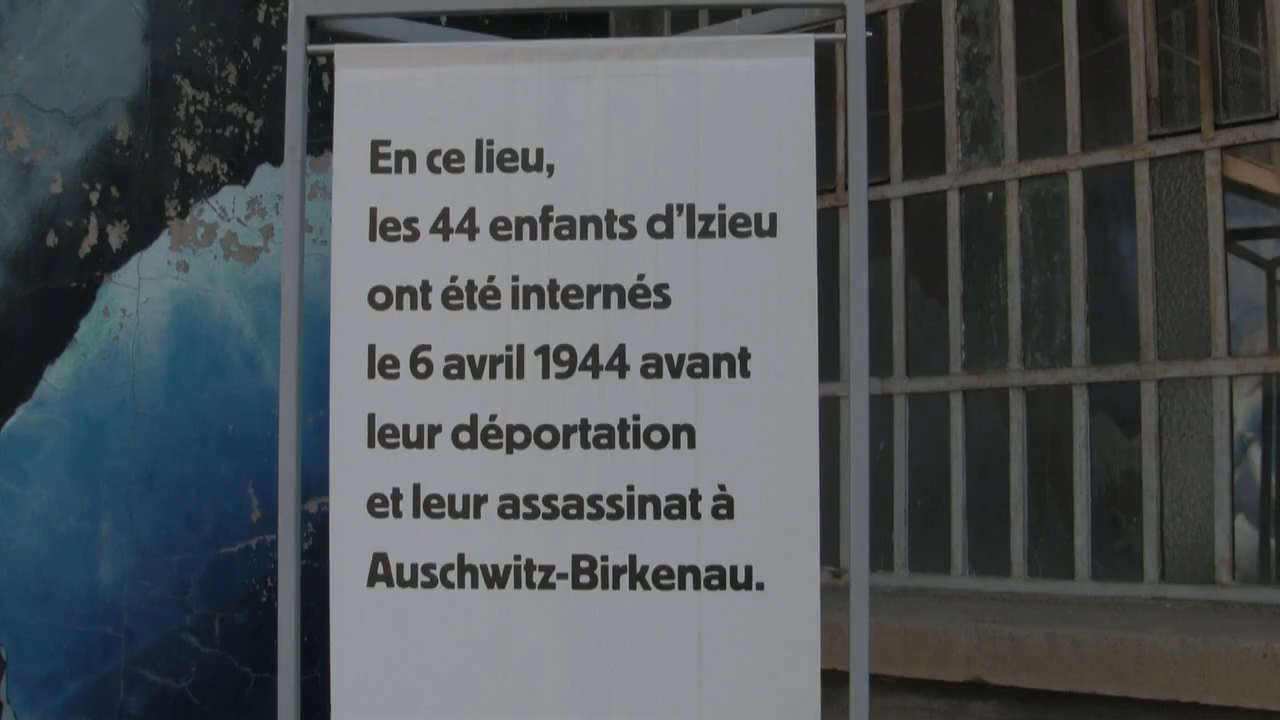 En ce lieu,
les 44 enfants d’Izieu
ont été internés
le 6 avril 1944 avant
leur déportation
et leur assassinat à
Auschwitz-Birkenau.